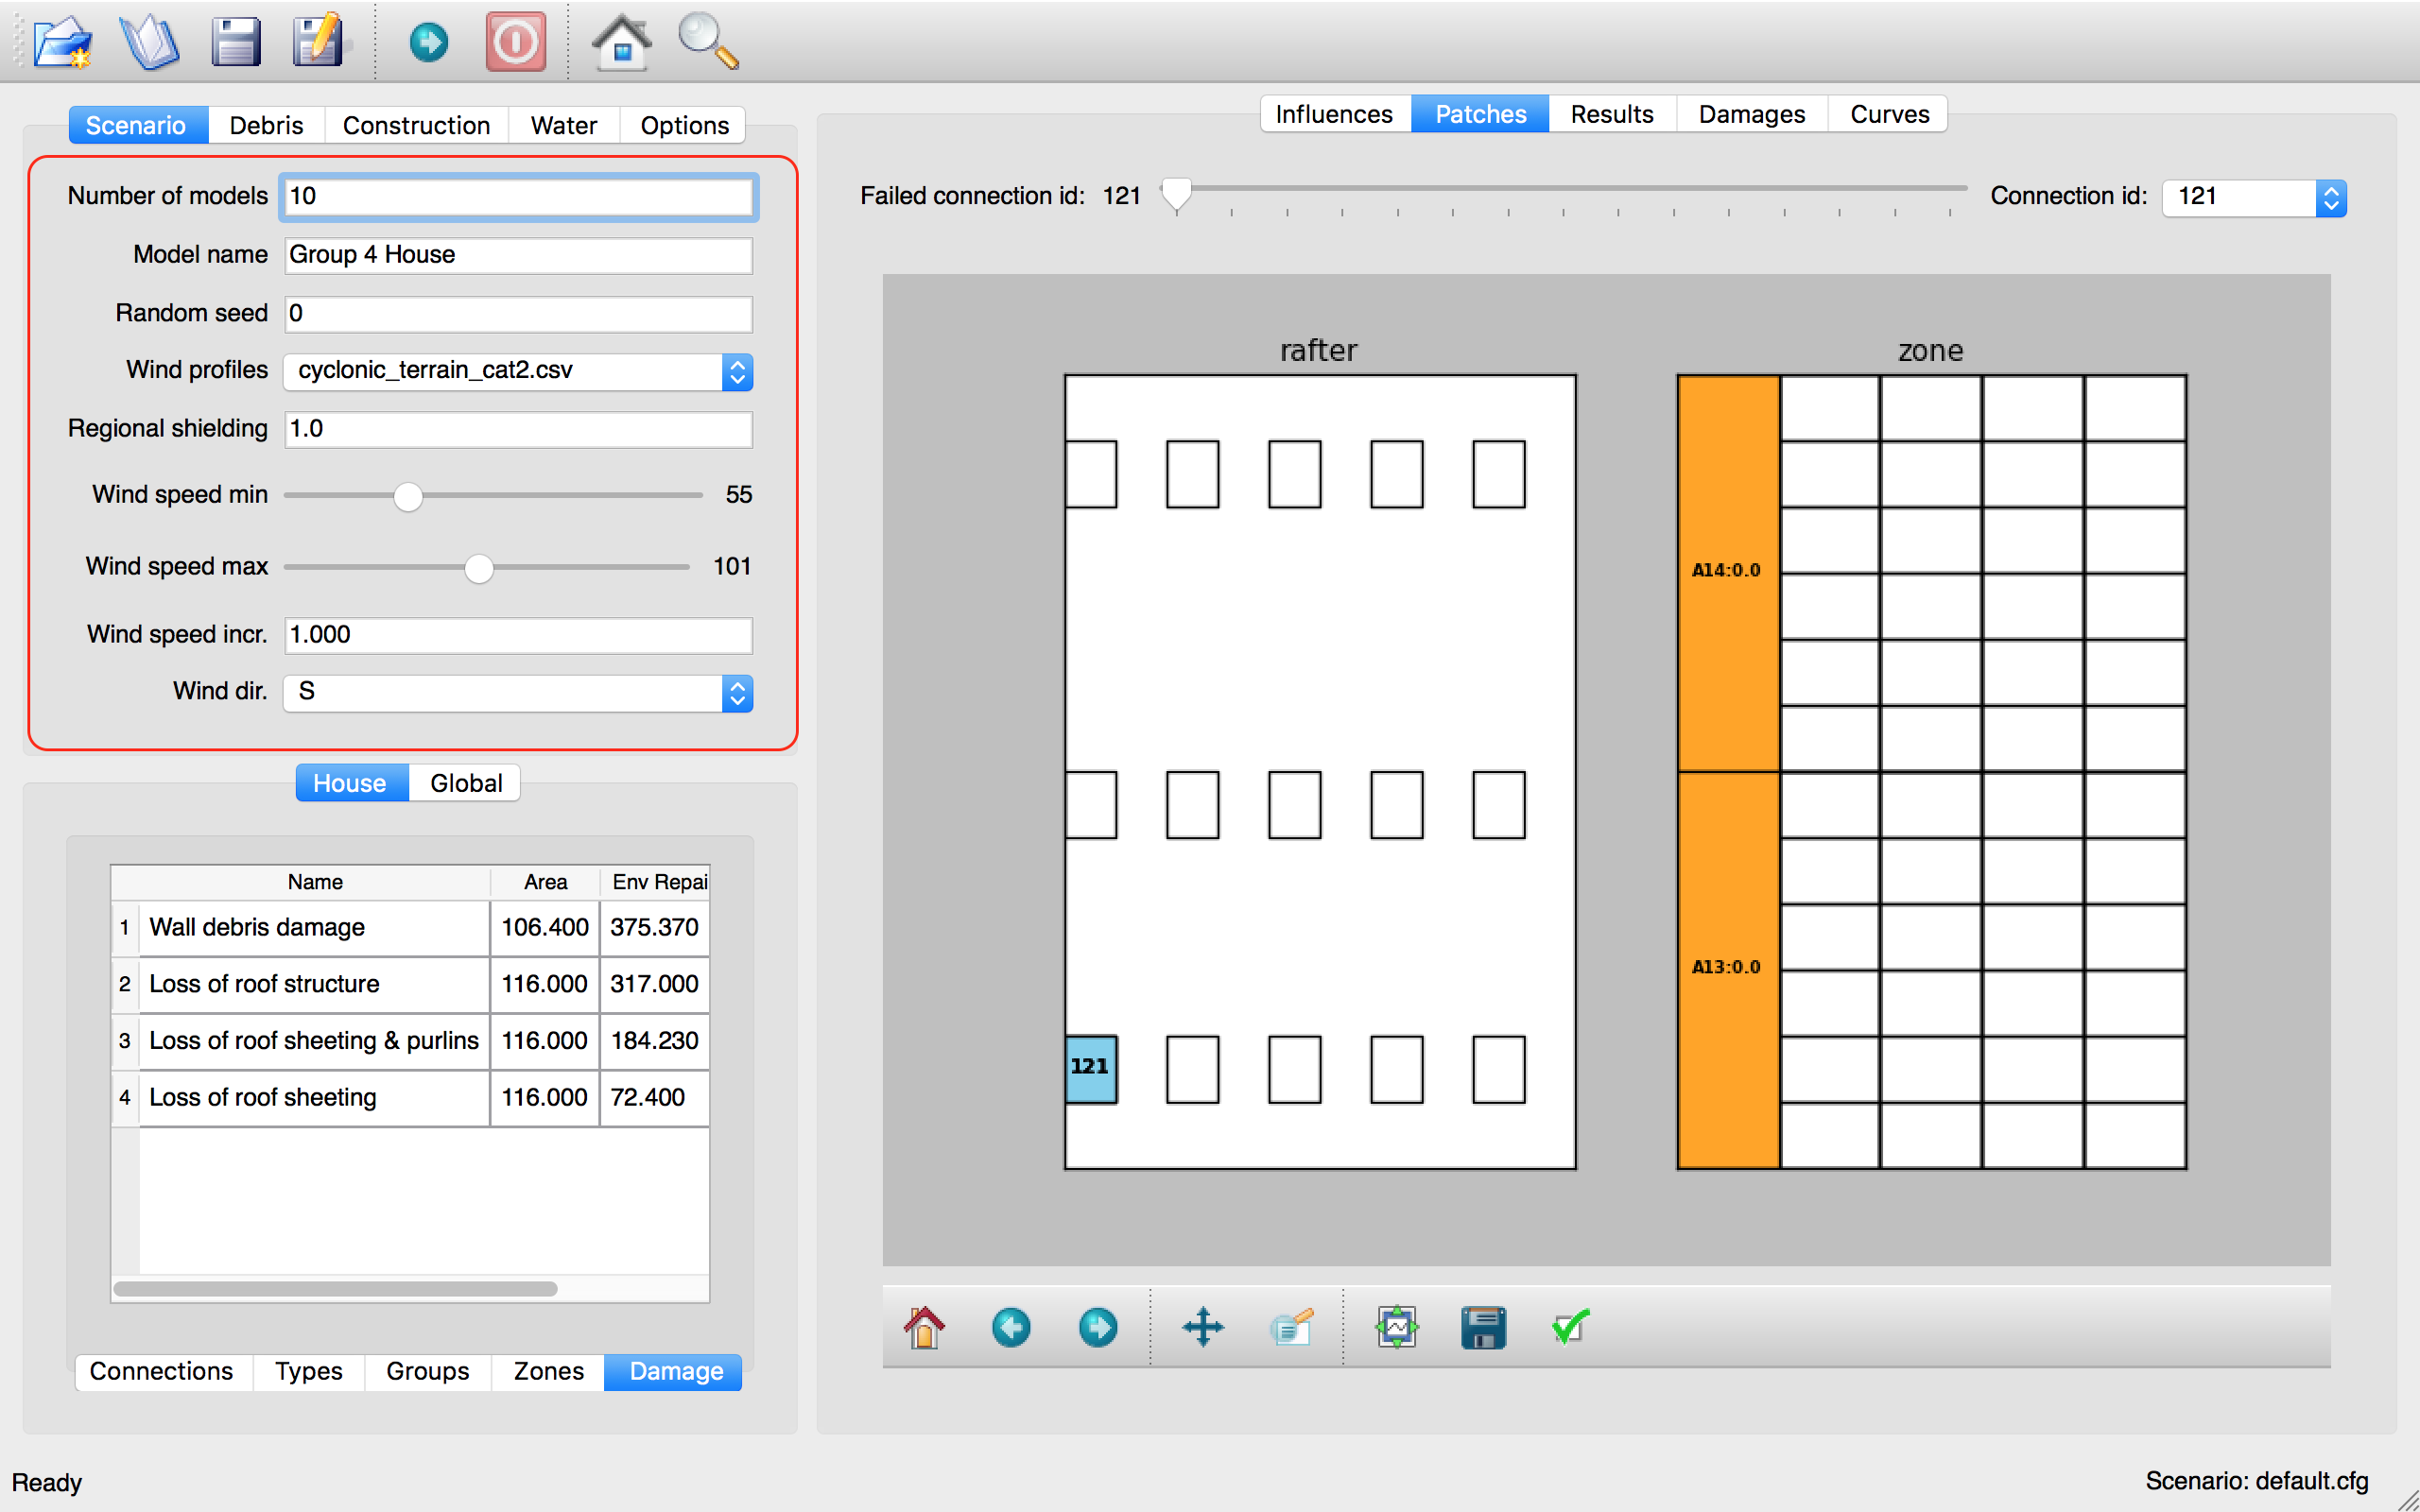 Scenario Debris Construction Water Options
Number of models 10
Model name Group 4 House
Random seed 0
Wind profiles cyclonic_terrain_cat2.csv
Regional shielding 1.0
Wind speed min 55
Wind speed max 101
Wind speed incr. 1.000
Wind dir. S
House Global
Name Area Env Repai
1 Wall debris damage 106.400 375.370
2 Loss of roof structure 116.000 317.000
3 Loss of roof sheeting & purlins 116.000 184.230
4 Loss of roof sheeting 116.000 72.400
Connections Types Groups Zones Damage
Influences Patches Results Damages Curves
Failed connection id: 121 Connection id: 121
rafter zone
A14:0.0
A13:0.0
121
Ready Scenario: default.cfg